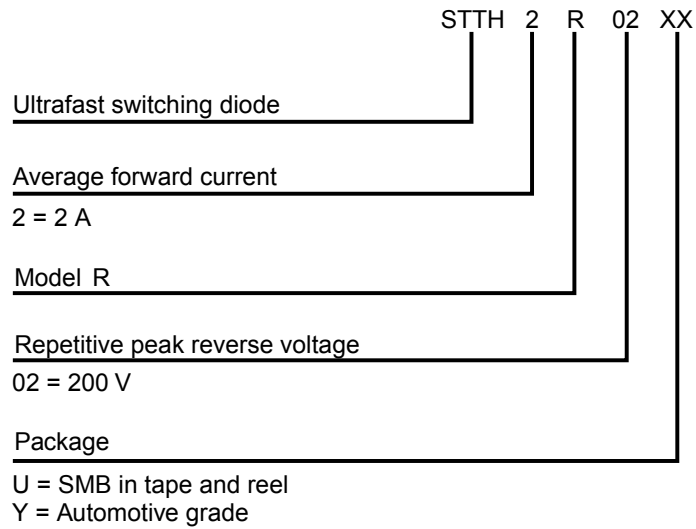 STTH 2 R 02 XX
Ultrafast switching diode
Average forward current
2 = 2 A
Model R
Repetitive peak reverse voltage
02 = 200 V
Package
U = SMB in tape and reel
Y = Automotive grade